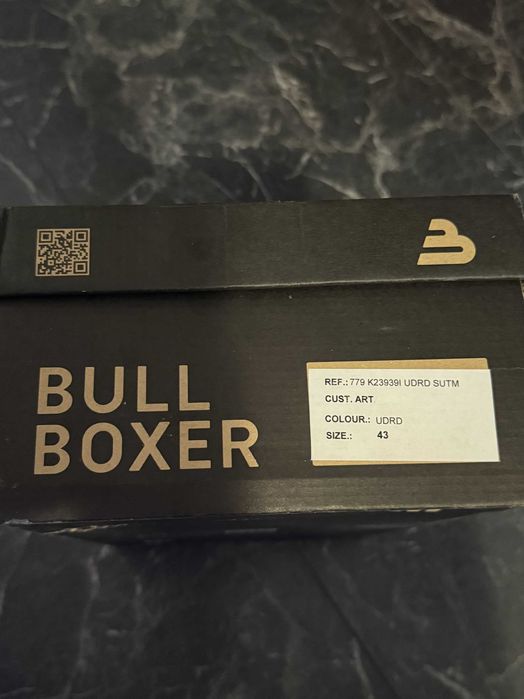 BULL
BOXER
REF.: 779 K23939I UDRD SUTM
CUST. ART
COLOUR.: UDRD
SIZE.: 43